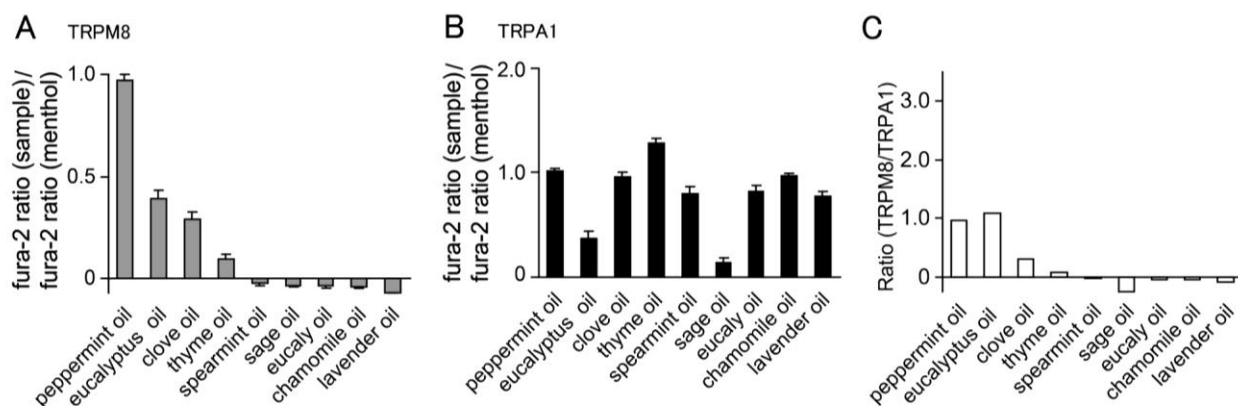 A TRPM8
fura-2 ratio (sample)/
fura-2 ratio (menthol)
1.0
0.5
0
peppermint oil
eucalyptus oil
clove oil
thyme oil
spearmint oil
sage oil
eucaly oil
chamomile oil
lavender oil
B TRPA1
fura-2 ratio (sample)/
fura-2 ratio (menthol)
2.0
1.0
0
peppermint oil
eucalyptus oil
clove oil
thyme oil
spearmint oil
sage oil
eucaly oil
chamomile oil
lavender oil
C
Ratio (TRPM8/TRPA1)
3.0
2.0
1.0
0
peppermint oil
eucalyptus oil
clove oil
thyme oil
spearmint oil
sage oil
eucaly oil
chamomile oil
lavender oil